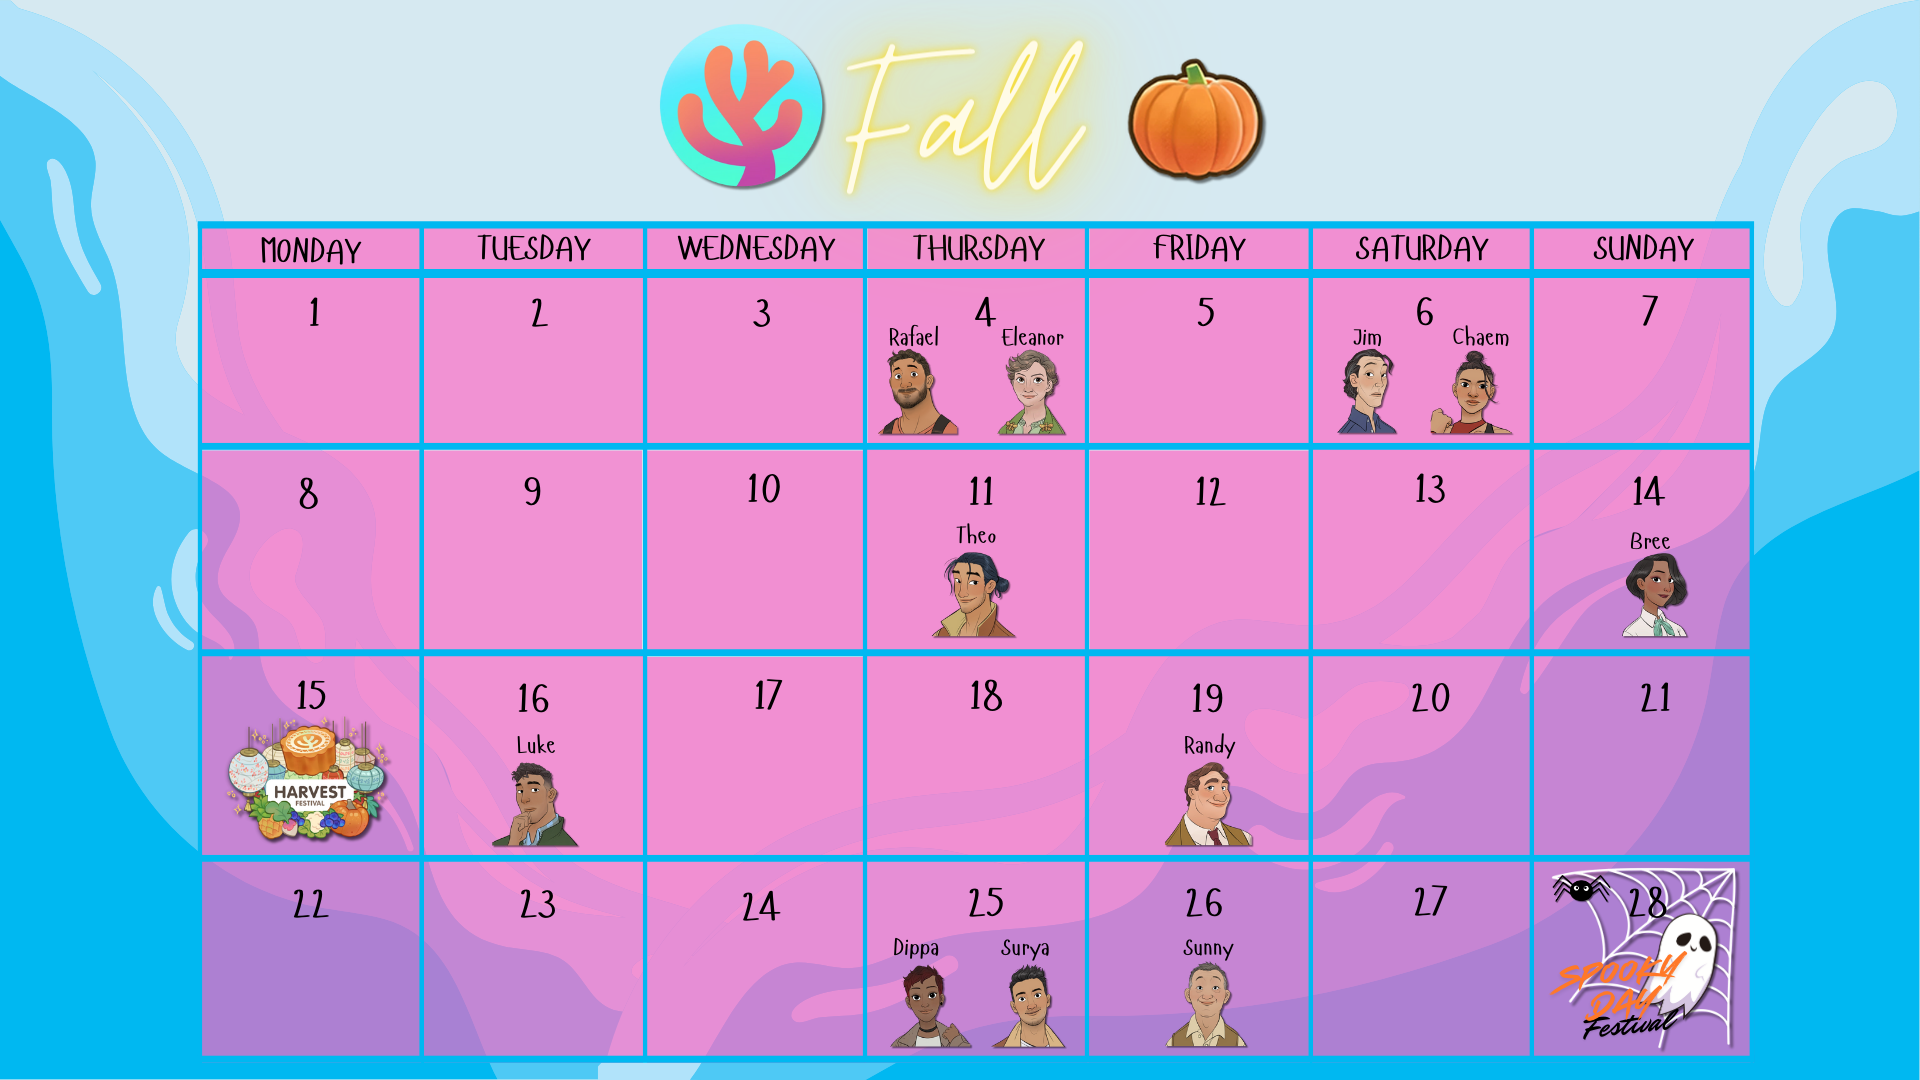 Fall
MONDAY TUESDAY WEDNESDAY THURSDAY FRIDAY SATURDAY SUNDAY
1 2 3 4 5 6 7
Rafael Eleanor Jim Chaem
8 9 10 11 12 13 14
Theo Bree
15 16 17 18 19 20 21
Luke Randy
HARVEST
FESTIVAL
22 23 24 25 26 27 28
Dippa Surya Sunny
SPOOKY
DAY
Festival